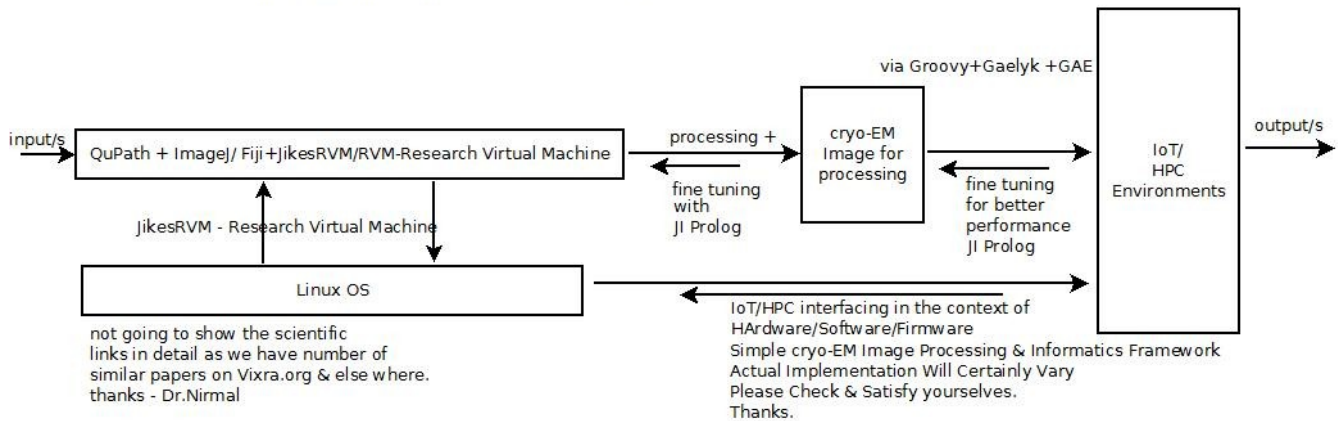 via Groovy+Gaelyk +GAE
input/s
QuPath + ImageJ/ Fiji+JikesRVM/RVM-Research Virtual Machine
processing +
cryo-EM
Image for
processing
IoT/
HPC
Environments
output/s
fine tuning
with
JI Prolog
fine tuning
for better
performance
JI Prolog
JikesRVM - Research Virtual Machine
Linux OS
not going to show the scientific
links in detail as we have number of
similar papers on Vixra.org & else where.
thanks - Dr.Nirmal
IoT/HPC interfacing in the context of
HArdware/Software/Firmware
Simple cryo-EM Image Processing & Informatics Framework
Actual Implementation Will Certainly Vary
Please Check & Satisfy yourselves.
Thanks.